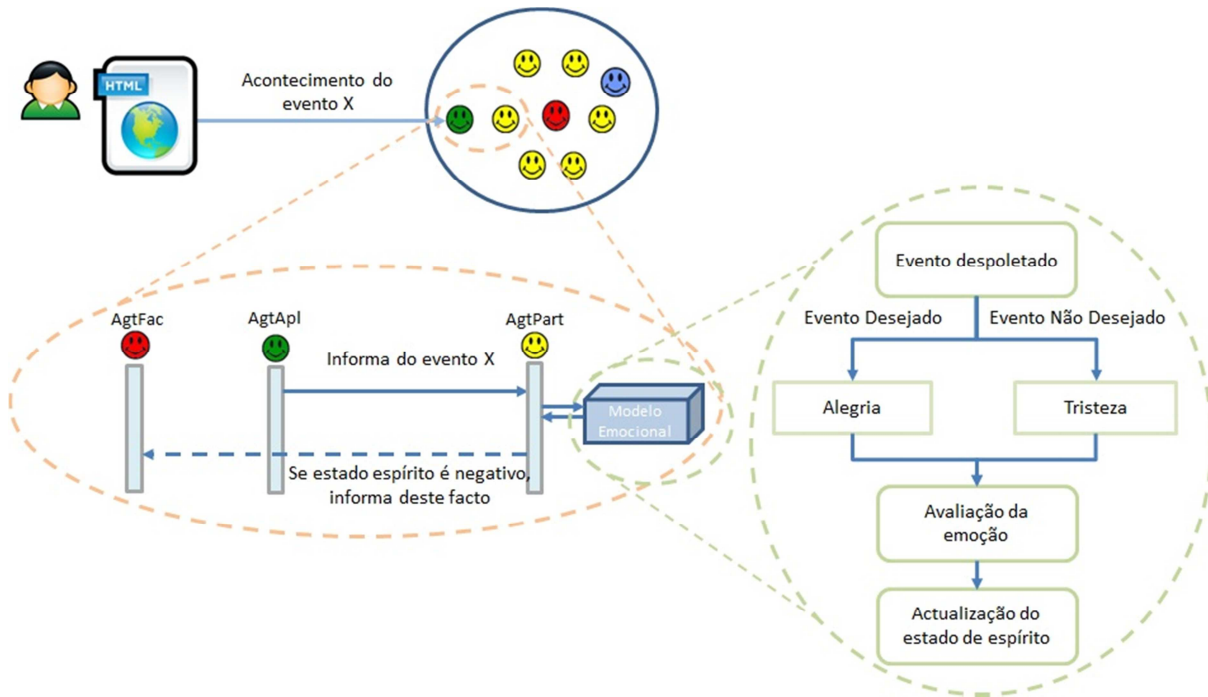 HTML
Acontecimento do
evento X
AgtFac
AgtApl
AgtPart
Informa do evento X
Modelo
Emocional
Se estado espírito é negativo,
informa deste facto
Evento despoletado
Evento Desejado
Evento Não Desejado
Alegria
Tristeza
Avaliação da
emoção
Actualização do
estado de espírito